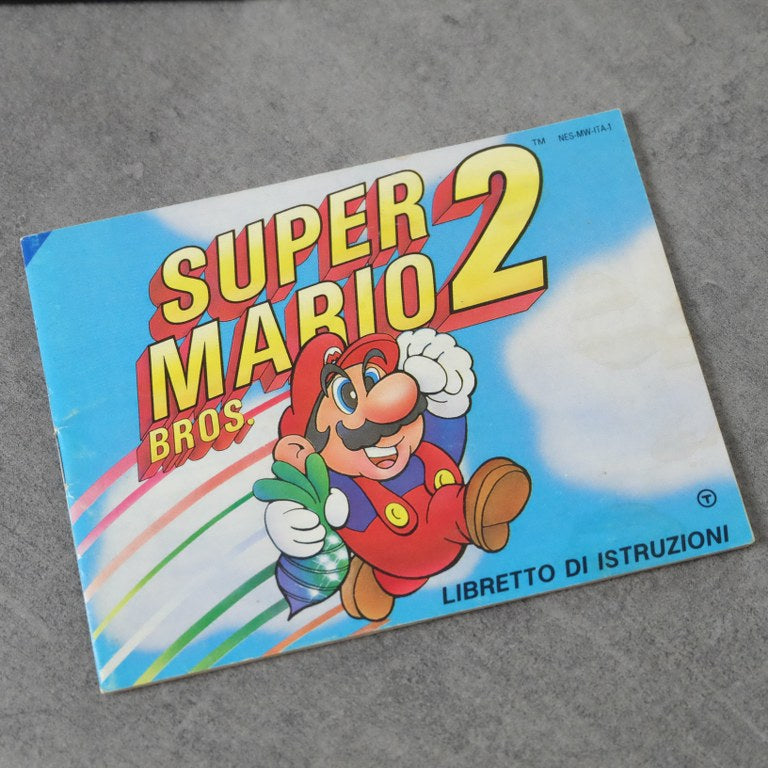 SUPER
MARIO 2
BROS.
TM
NES-MW-ITA-1
M
T
LIBRETTO DI ISTRUZIONI